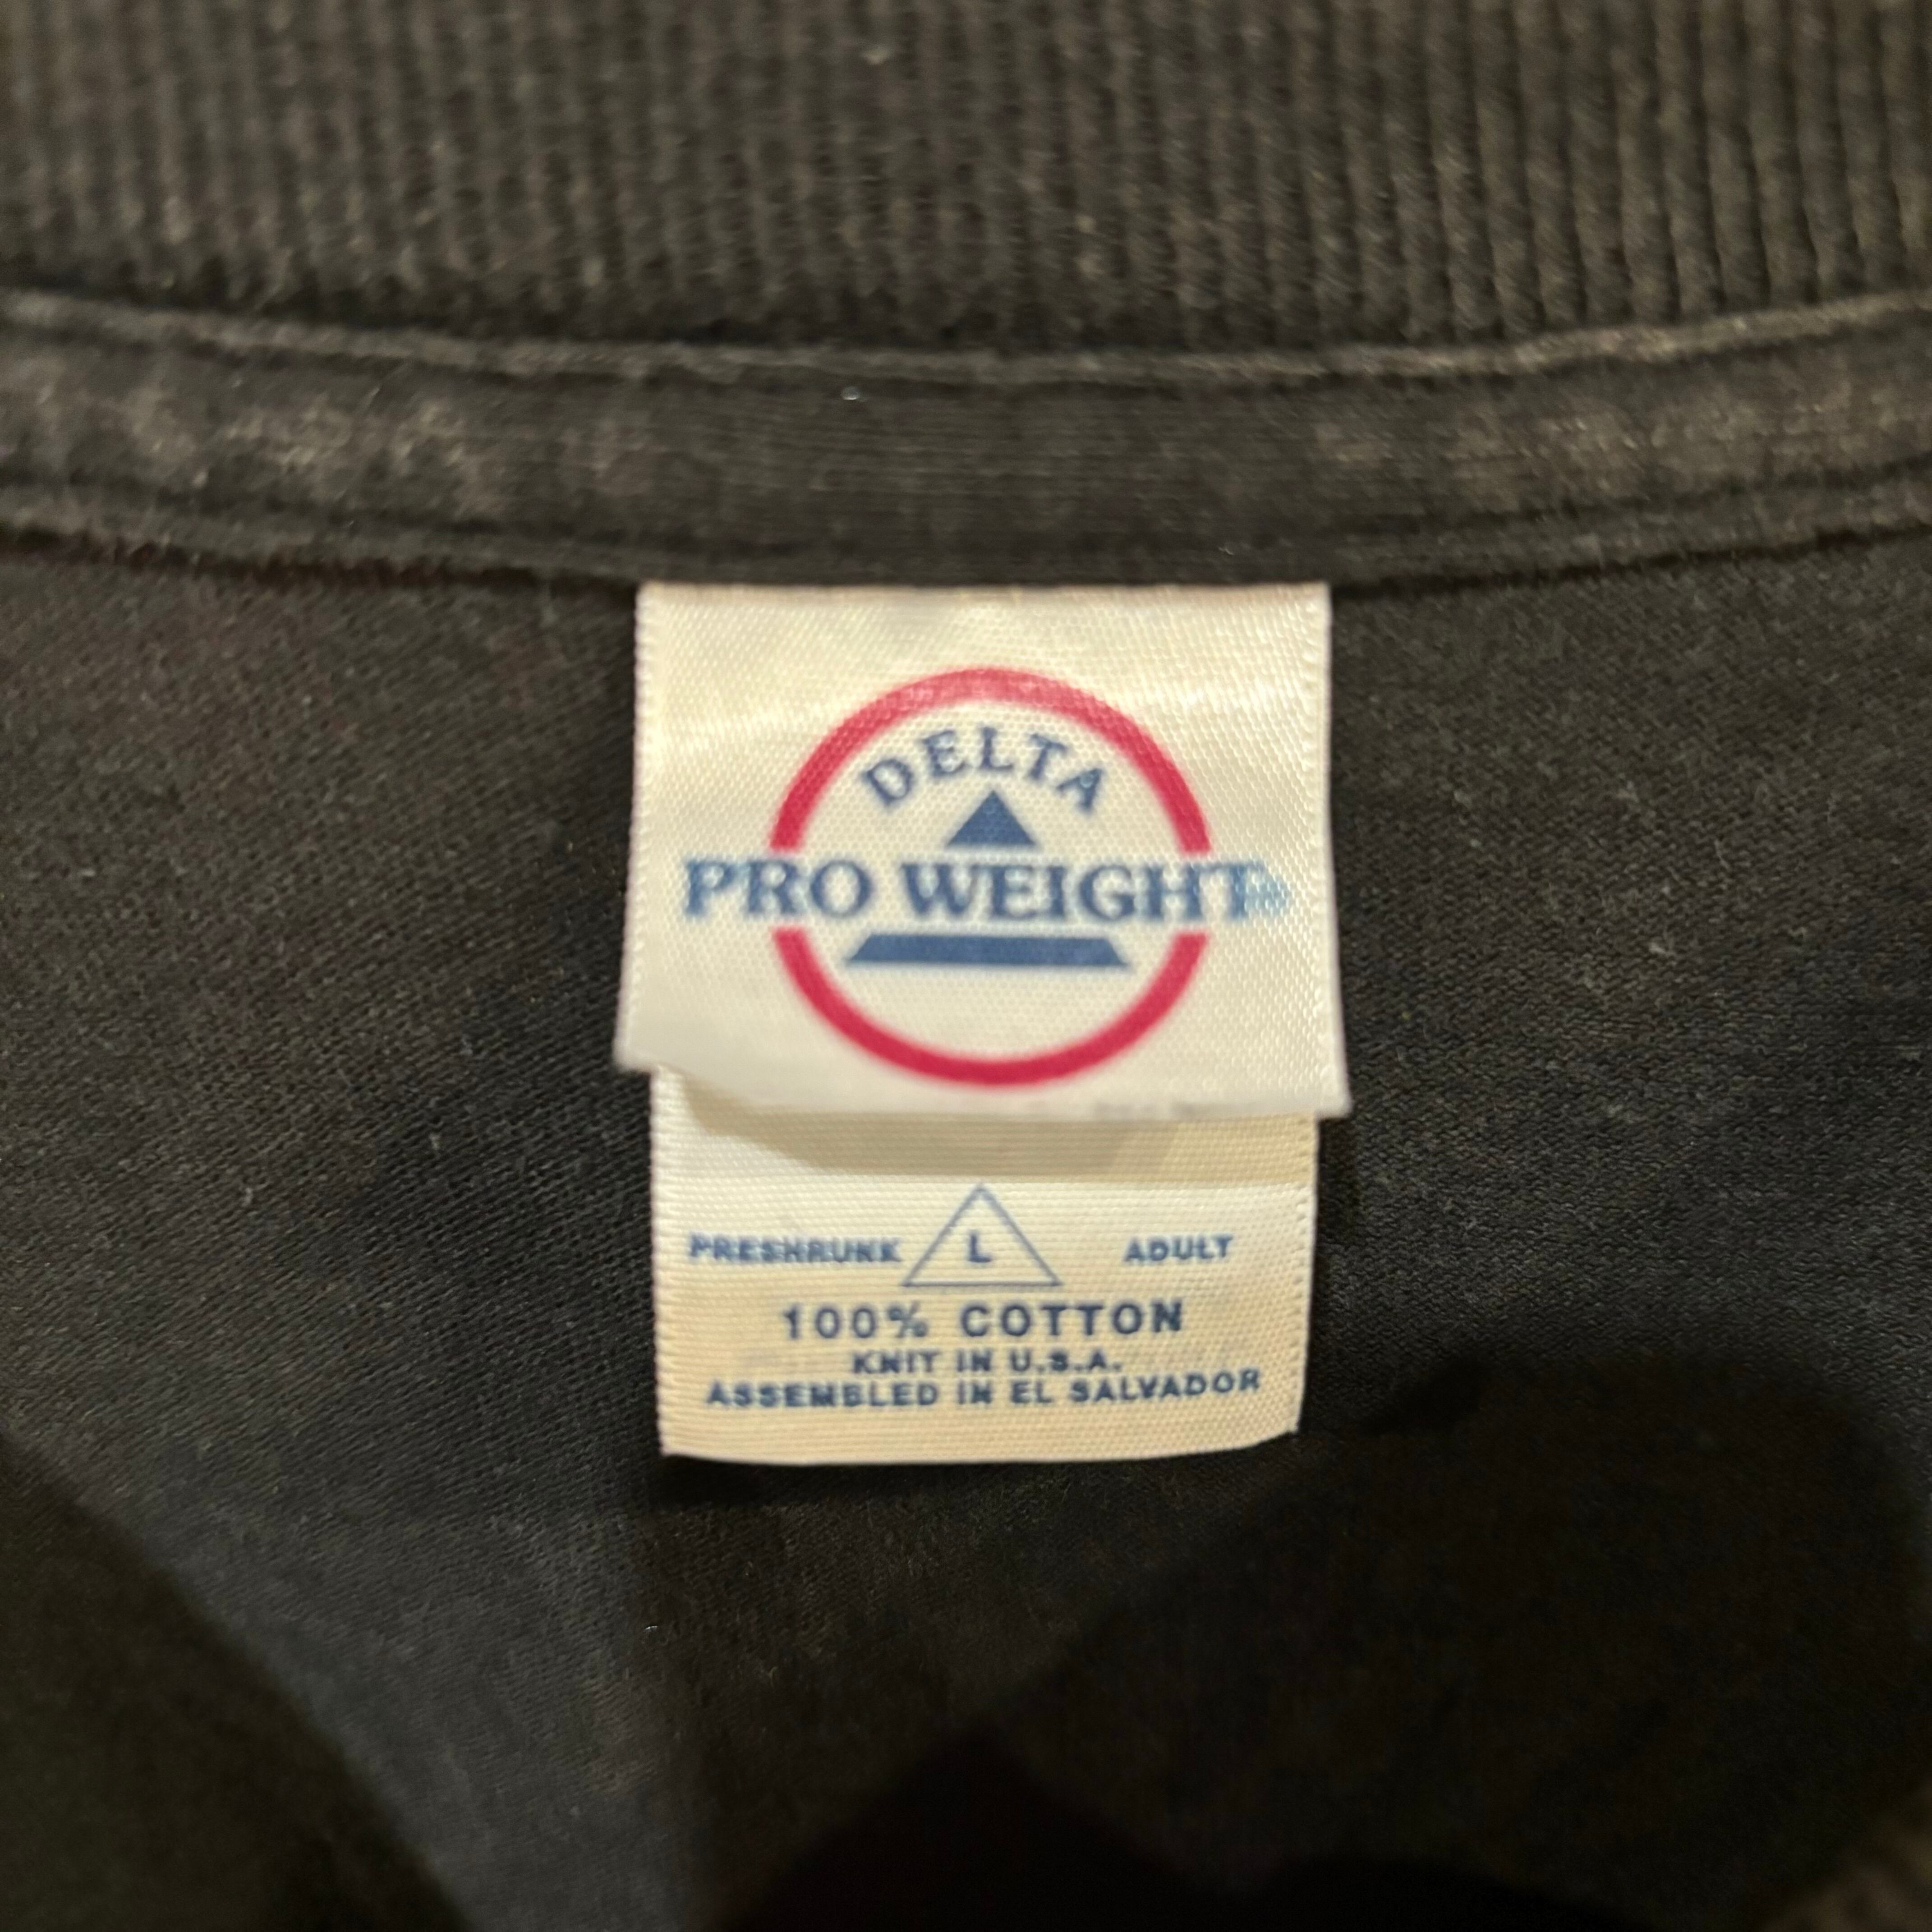 DELTA
PRO WEIGHT
PRESHRUNK L ADULT
100% COTTON
KNIT IN U.S.A.
ASSEMBLED IN EL SALVADOR